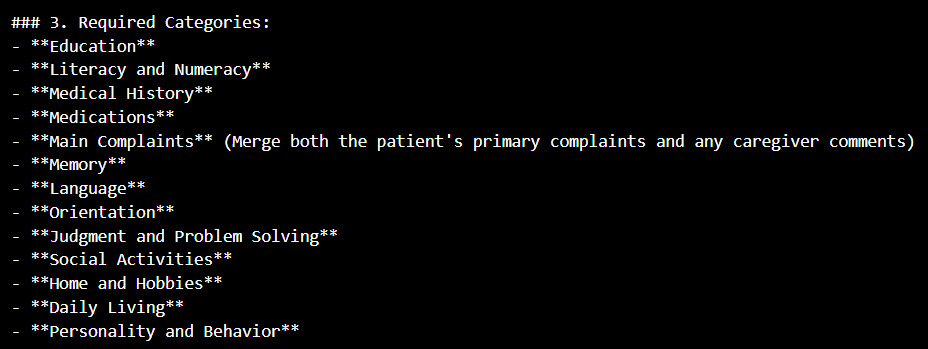 ### 3. Required Categories:
- **Education**
- **Literacy and Numeracy**
- **Medical History**
- **Medications**
- **Main Complaints** (Merge both the patient's primary complaints and any caregiver comments)
- **Memory**
- **Language**
- **Orientation**
- **Judgment and Problem Solving**
- **Social Activities**
- **Home and Hobbies**
- **Daily Living**
- **Personality and Behavior**